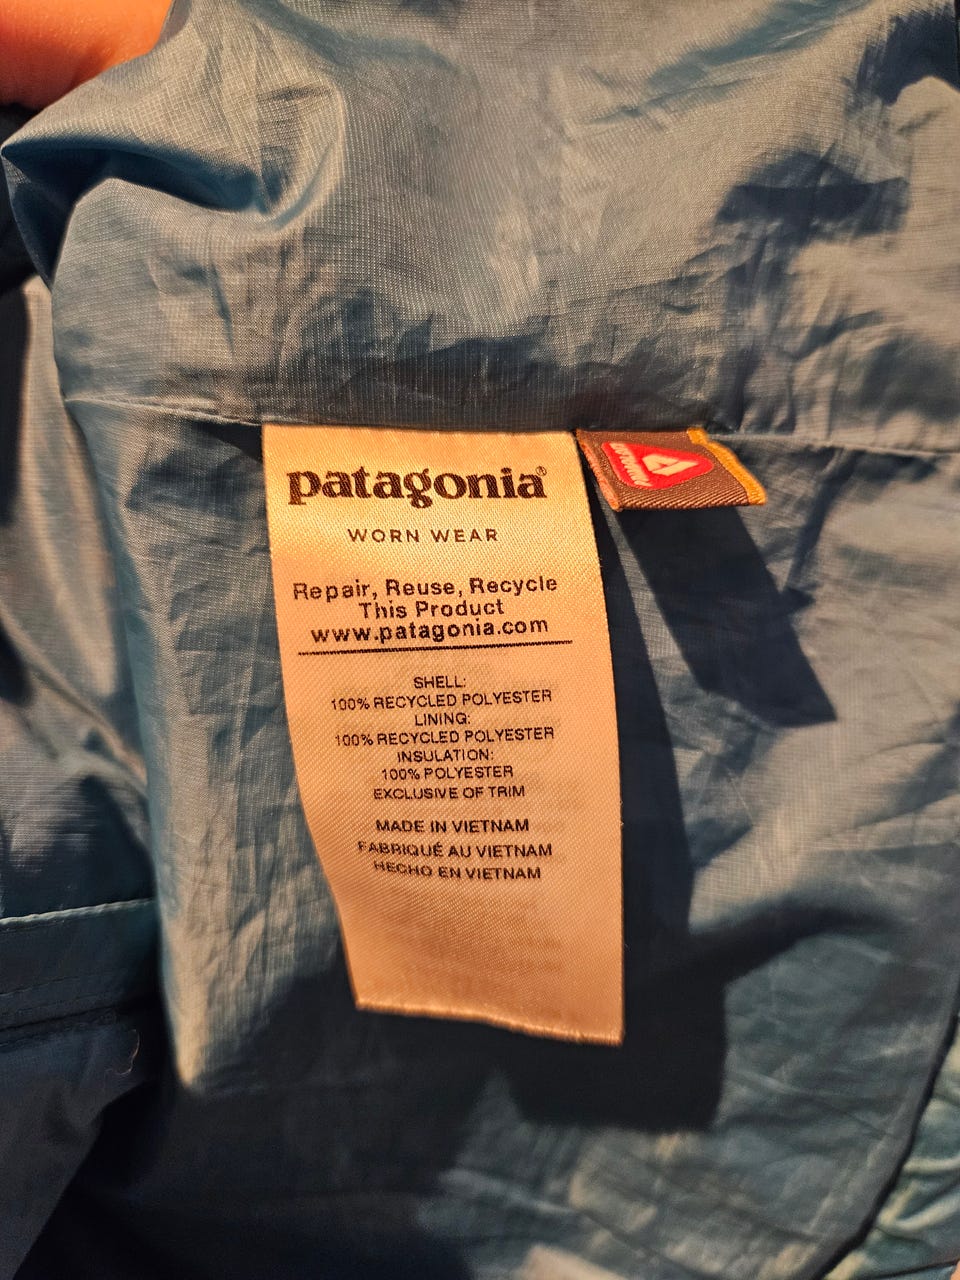 patagonia®
WORN WEAR
Repair, Reuse, Recycle
This Product
www.patagonia.com
SHELL:
100% RECYCLED POLYESTER
LINING:
100% RECYCLED POLYESTER
INSULATION:
100% POLYESTER
EXCLUSIVE OF TRIM
MADE IN VIETNAM
FABRIQUÉ AU VIETNAM
HECHO EN VIETNAM
PRIMALOFT